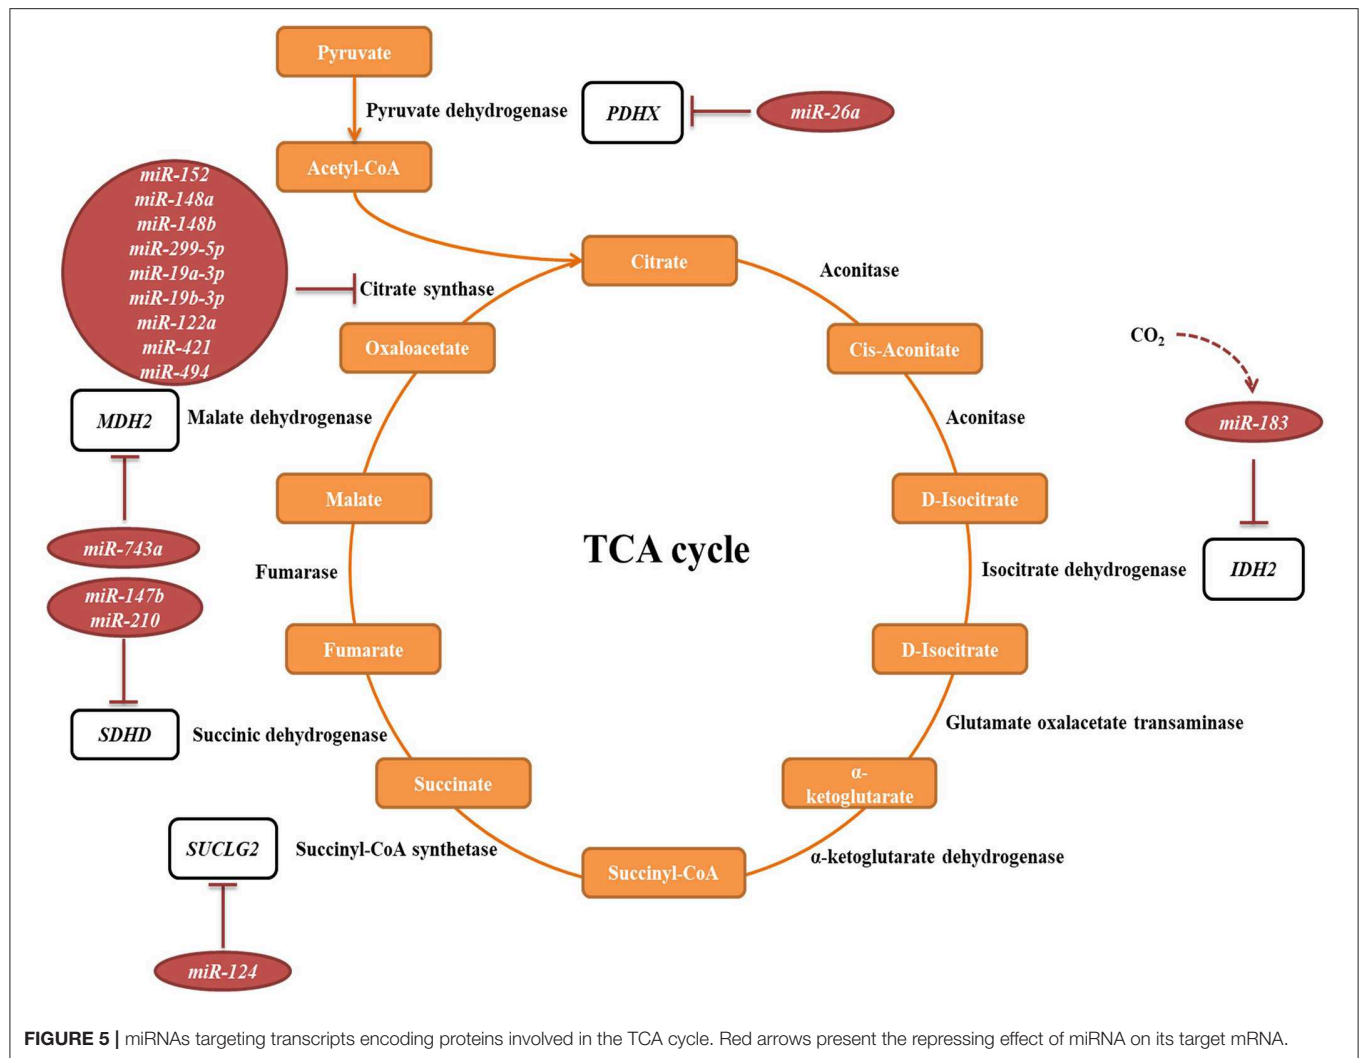 Pyruvate
Pyruvate dehydrogenase
PDHX
miR-26a
Acetyl-CoA
miR-152
miR-148a
miR-148b
miR-299-5p
miR-19a-3p
miR-19b-3p
miR-122a
miR-421
miR-494
Citrate synthase
Citrate
Aconitase
Oxaloacetate
Cis-Aconitate
CO₂
miR-183
MDH2
Malate dehydrogenase
Aconitase
Malate
D-Isocitrate
TCA cycle
miR-743a
Fumarase
Isocitrate dehydrogenase
IDH2
miR-147b
miR-210
Fumarate
D-Isocitrate
SDHD
Succinic dehydrogenase
Glutamate oxalacetate transaminase
Succinate
α-
ketoglutarate
SUCLG2
Succinyl-CoA synthetase
α-ketoglutarate dehydrogenase
Succinyl-CoA
miR-124
FIGURE 5 | miRNAs targeting transcripts encoding proteins involved in the TCA cycle. Red arrows present the repressing effect of miRNA on its target mRNA.